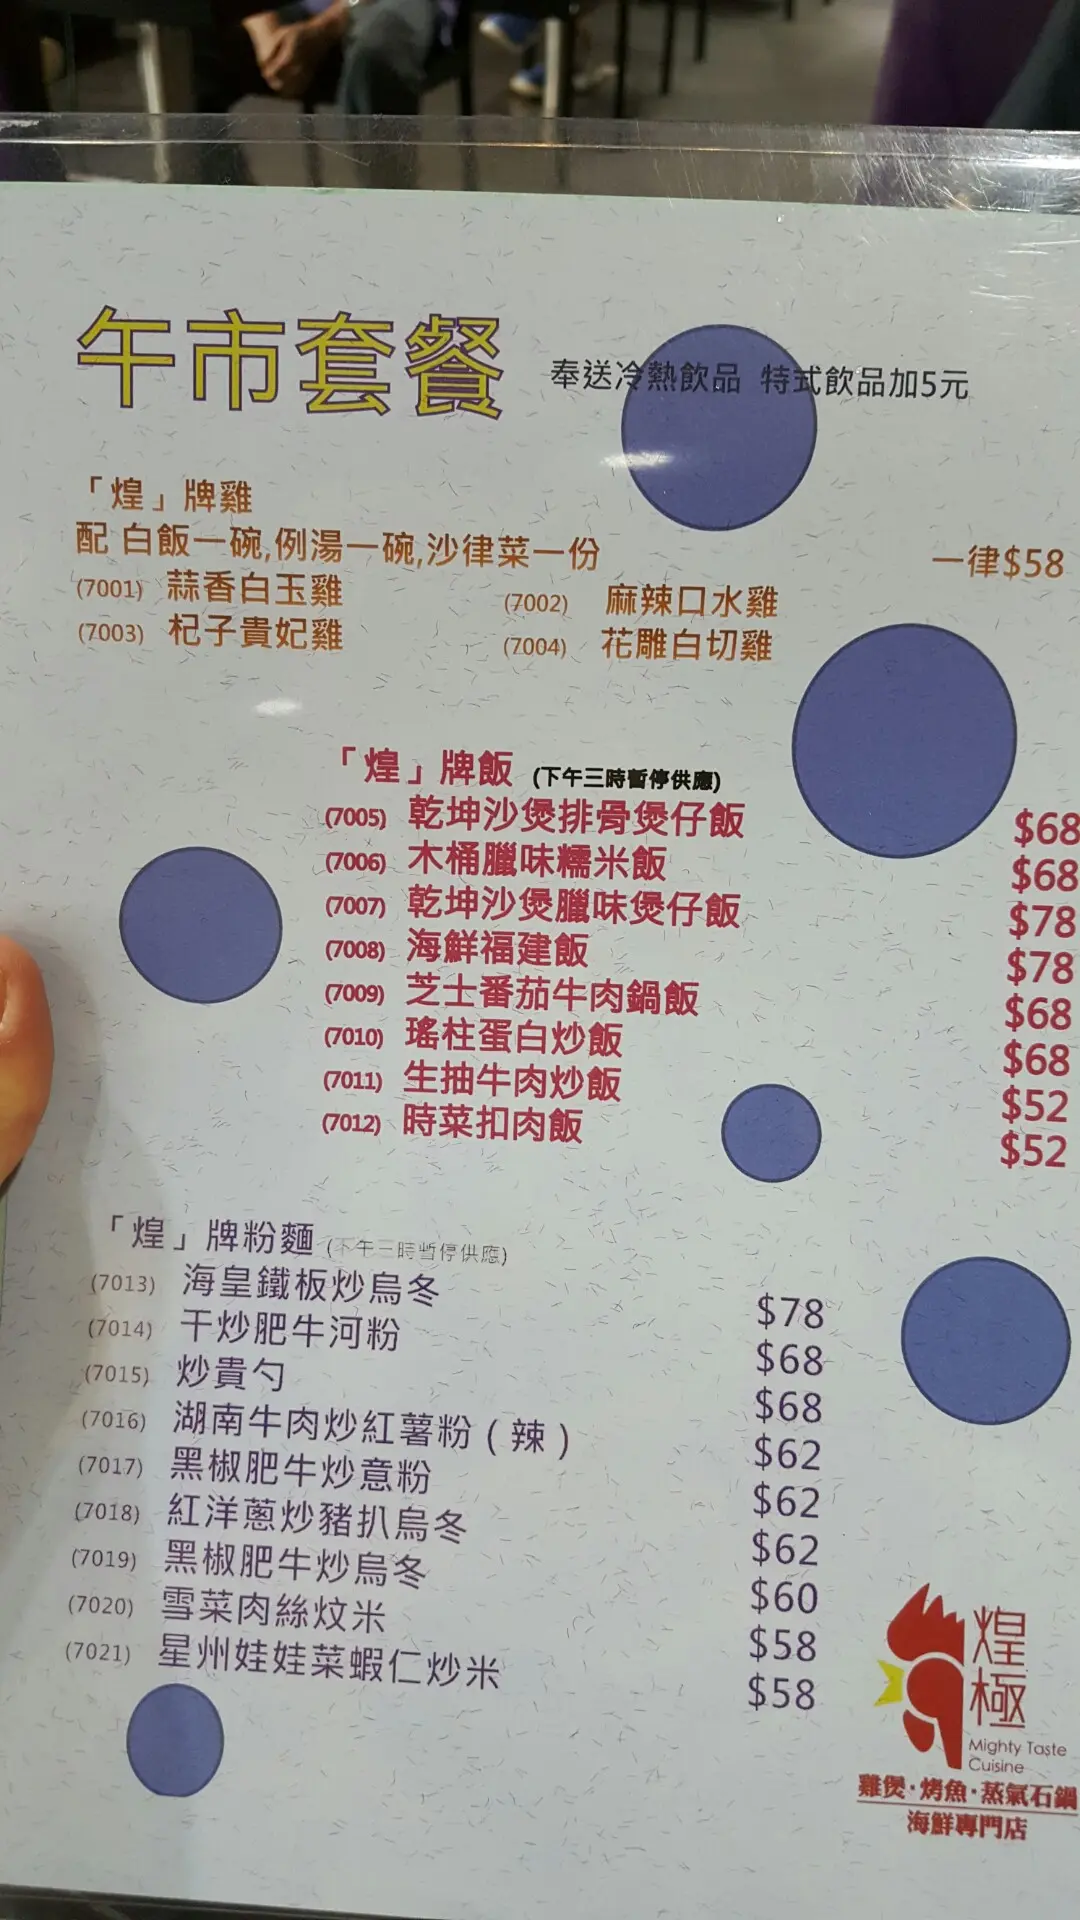 午市套餐 奉送冷熱飲品 特式飲品加5元
「煌」牌雞
配 白飯一碗,例湯一碗,沙律菜一份 一律$58
(7001) 蒜香白玉雞 (7002) 麻辣口水雞
(7003) 杞子貴妃雞 (7004) 花雕白切雞
「煌」牌飯 (下午三時暫停供應)
(7005) 乾坤沙煲排骨煲仔飯 $68
(7006) 木桶臘味糯米飯 $68
(7007) 乾坤沙煲臘味煲仔飯 $78
(7008) 海鮮福建飯 $78
(7009) 芝士番茄牛肉鍋飯 $68
(7010) 瑤柱蛋白炒飯 $68
(7011) 生抽牛肉炒飯 $52
(7012) 時菜扣肉飯 $52
「煌」牌粉麵 (下午三時暫停供應)
(7013) 海皇鐵板炒烏冬 $78
(7014) 干炒肥牛河粉 $68
(7015) 炒貴勺 $68
(7016) 湖南牛肉炒紅薯粉(辣) $62
(7017) 黑椒肥牛炒意粉 $62
(7018) 紅洋蔥炒豬扒烏冬 $62
(7019) 黑椒肥牛炒烏冬 $60
(7020) 雪菜肉絲炆米 $58
(7021) 星州娃娃菜蝦仁炒米 $58
煌極
Mighty Taste
Cuisine
雞煲·烤魚·蒸氣石鍋
海鮮專門店